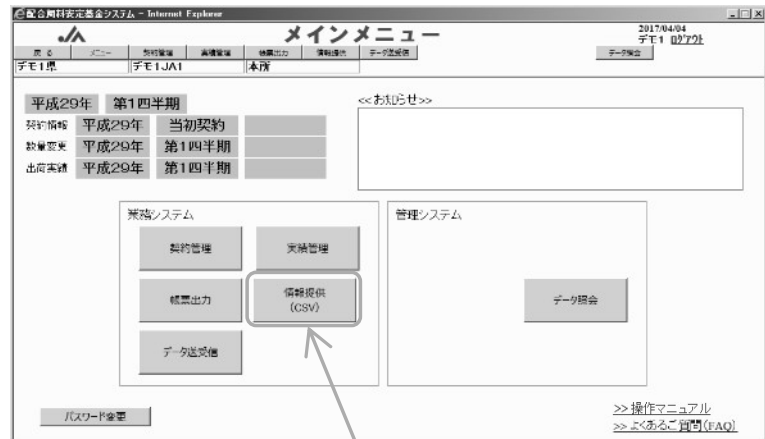 配合飼料安定基金システム - Internet Explorer
JA
メインメニュー
2017/04/04
デモ1 ログアウト
戻る メニュー 契約管理 実績管理 帳票出力 情報提供 データ送受信 データ照会
デモ1県 デモ1JA1 本所
平成29年 第1四半期
<<お知らせ>>
契約情報 平成29年 当初契約
数量変更 平成29年 第1四半期
出荷実績 平成29年 第1四半期
業務システム
管理システム
契約管理 実績管理
帳票出力 情報提供
(CSV)
データ照会
データ送受信
パスワード変更
>> 操作マニュアル
>> よくあるご質問(FAQ)